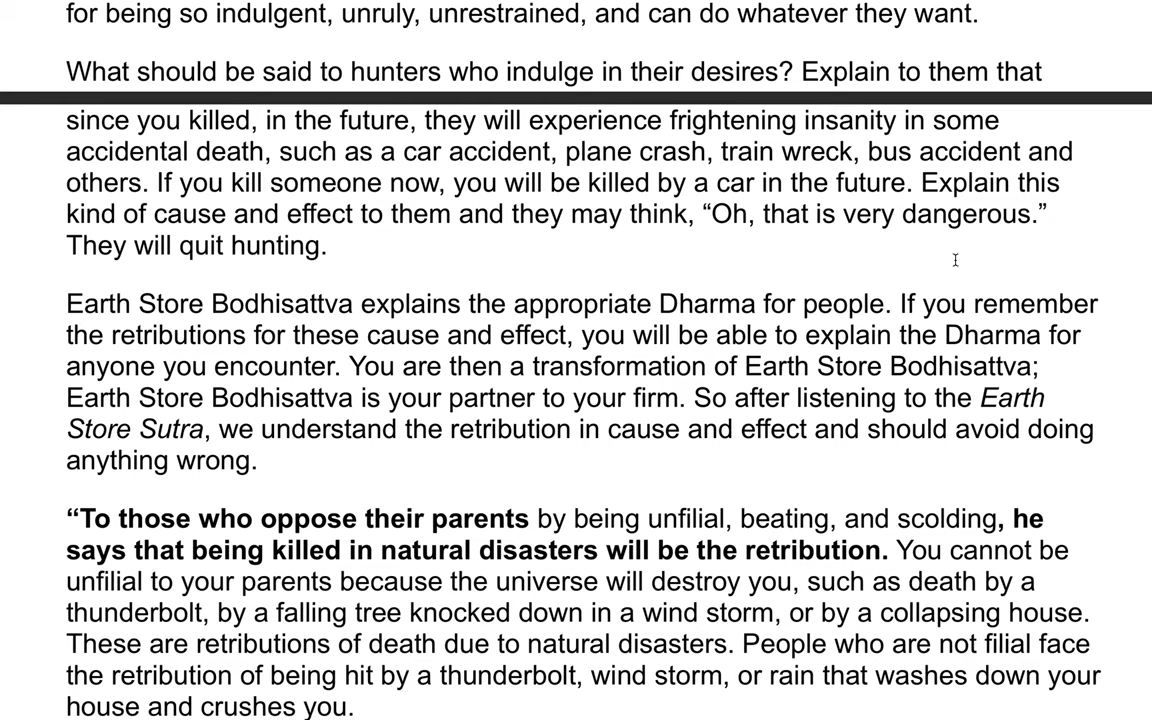 for being so indulgent, unruly, unrestrained, and can do whatever they want.
What should be said to hunters who indulge in their desires? Explain to them that
since you killed, in the future, they will experience frightening insanity in some
accidental death, such as a car accident, plane crash, train wreck, bus accident and
others. If you kill someone now, you will be killed by a car in the future. Explain this
kind of cause and effect to them and they may think, “Oh, that is very dangerous.”
They will quit hunting.
Earth Store Bodhisattva explains the appropriate Dharma for people. If you remember
the retributions for these cause and effect, you will be able to explain the Dharma for
anyone you encounter. You are then a transformation of Earth Store Bodhisattva;
Earth Store Bodhisattva is your partner to your firm. So after listening to the Earth
Store Sutra, we understand the retribution in cause and effect and should avoid doing
anything wrong.
“To those who oppose their parents by being unfilial, beating, and scolding, he
says that being killed in natural disasters will be the retribution. You cannot be
unfilial to your parents because the universe will destroy you, such as death by a
thunderbolt, by a falling tree knocked down in a wind storm, or by a collapsing house.
These are retributions of death due to natural disasters. People who are not filial face
the retribution of being hit by a thunderbolt, wind storm, or rain that washes down your
house and crushes you.